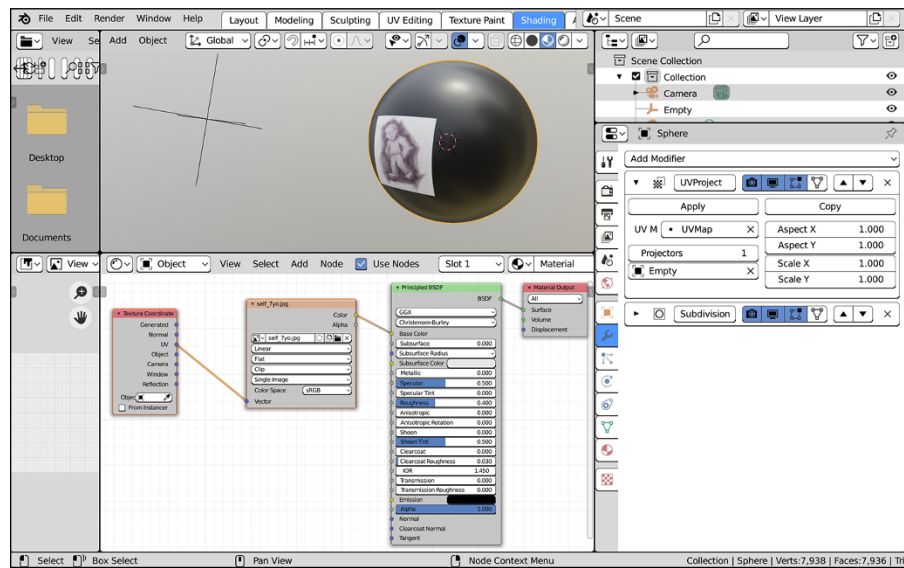 File Edit Render Window Help Layout Modeling Sculpting UV Editing Texture Paint Shading Scene View Layer
View Se Add Object Global
Scene Collection
Collection
Camera
Empty
Desktop
Documents
Sphere
Add Modifier
UVProject
Apply Copy
UV M UVMap Aspect X 1.000
Aspect Y 1.000
Projectors 1
Scale X 1.000
Empty
Scale Y 1.000
Subdivision
View Object View Select Add Node Use Nodes Slot 1 Material
Texture Coordinate
Generated
Normal
UV
Object
Camera
Window
Reflection
Objec
From Instancer
self_7yo.jpg
Color
Alpha
self_7yo.jpg
Linear
Flat
Clip
Single Image
Color Space sRGB
Vector
Principled BSDF
BSDF
GGX
Christensen-Burley
Base Color
Subsurface 0.000
Subsurface Radius
Subsurface Color
Metallic 0.000
Specular 0.500
Specular Tint 0.000
Roughness 0.400
Anisotropic 0.000
Anisotropic Rotation 0.000
Sheen 0.000
Sheen Tint 0.500
Clearcoat 0.000
Clearcoat Roughness 0.030
IOR 1.450
Transmission 0.000
Transmission Roughness 0.000
Emission
Alpha 1.000
Normal
Clearcoat Normal
Tangent
Material Output
All
Surface
Volume
Displacement
Select Box Select Pan View Node Context Menu Collection | Sphere | Verts:7,938 | Faces:7,936 | Tri